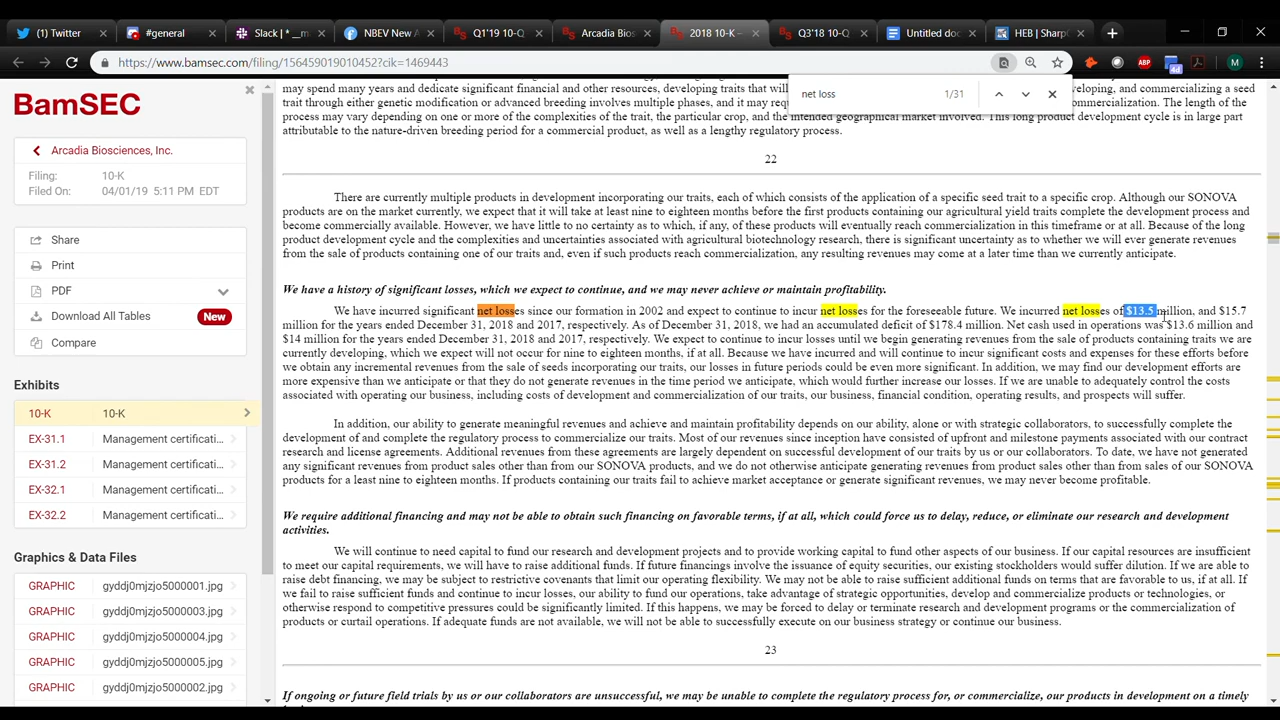 (1) Twitter
#general
Slack | * __m
NBEV New A
Q1'19 10-Q
Arcadia Bios
2018 10-K –
Q3'18 10-Q
Untitled doc
HEB | Sharp
https://www.bamsec.com/filing/156459019010452?cik=1469443
ABP
4d
M
net loss
1/31
BamSEC
Arcadia Biosciences, Inc.
Filing: 10-K
Filed On: 04/01/19 5:11 PM EDT
Share
Print
PDF
Download All Tables
New
Compare
Exhibits
10-K 10-K
EX-31.1 Management certificati...
EX-31.2 Management certificati...
EX-32.1 Management certificati...
EX-32.2 Management certificati...
Graphics & Data Files
GRAPHIC gyddj0mjzjo5000001.jpg
GRAPHIC gyddj0mjzjo5000003.jpg
GRAPHIC gyddj0mjzjo5000004.jpg
GRAPHIC gyddj0mjzjo5000005.jpg
GRAPHIC gyddj0mjzjo5000002.jpg
may spend many years and dedicate significant financial and other resources, developing traits that will
eveloping, and commercializing a seed
trait through either genetic modification or advanced breeding involves multiple phases, and it may requ
ommercialization. The length of the
process may vary depending on one or more of the complexities of the trait, the particular crop, and the intended geographical market involved. This long product development cycle is in large part
attributable to the nature-driven breeding period for a commercial product, as well as a lengthy regulatory process.
22
There are currently multiple products in development incorporating our traits, each of which consists of the application of a specific seed trait to a specific crop. Although our SONOVA
products are on the market currently, we expect that it will take at least nine to eighteen months before the first products containing our agricultural yield traits complete the development process and
become commercially available. However, we have little to no certainty as to which, if any, of these products will eventually reach commercialization in this timeframe or at all. Because of the long
product development cycle and the complexities and uncertainties associated with agricultural biotechnology research, there is significant uncertainty as to whether we will ever generate revenues
from the sale of products containing one of our traits and, even if such products reach commercialization, any resulting revenues may come at a later time than we currently anticipate.
We have a history of significant losses, which we expect to continue, and we may never achieve or maintain profitability.
We have incurred significant net losses since our formation in 2002 and expect to continue to incur net losses for the foreseeable future. We incurred net losses of $13.5 million, and $15.7
million for the years ended December 31, 2018 and 2017, respectively. As of December 31, 2018, we had an accumulated deficit of $178.4 million. Net cash used in operations was $13.6 million and
$14 million for the years ended December 31, 2018 and 2017, respectively. We expect to continue to incur losses until we begin generating revenues from the sale of products containing traits we are
currently developing, which we expect will not occur for nine to eighteen months, if at all. Because we have incurred and will continue to incur significant costs and expenses for these efforts before
we obtain any incremental revenues from the sale of seeds incorporating our traits, our losses in future periods could be even more significant. In addition, we may find our development efforts are
more expensive than we anticipate or that they do not generate revenues in the time period we anticipate, which would further increase our losses. If we are unable to adequately control the costs
associated with operating our business, including costs of development and commercialization of our traits, our business, financial condition, operating results, and prospects will suffer.
In addition, our ability to generate meaningful revenues and achieve and maintain profitability depends on our ability, alone or with strategic collaborators, to successfully complete the
development of and complete the regulatory process to commercialize our traits. Most of our revenues since inception have consisted of upfront and milestone payments associated with our contract
research and license agreements. Additional revenues from these agreements are largely dependent on successful development of our traits by us or our collaborators. To date, we have not generated
any significant revenues from product sales other than from our SONOVA products, and we do not otherwise anticipate generating revenues from product sales other than from sales of our SONOVA
products for a least nine to eighteen months. If products containing our traits fail to achieve market acceptance or generate significant revenues, we may never become profitable.
We require additional financing and may not be able to obtain such financing on favorable terms, if at all, which could force us to delay, reduce, or eliminate our research and development
activities.
We will continue to need capital to fund our research and development projects and to provide working capital to fund other aspects of our business. If our capital resources are insufficient
to meet our capital requirements, we will have to raise additional funds. If future financings involve the issuance of equity securities, our existing stockholders would suffer dilution. If we are able to
raise debt financing, we may be subject to restrictive covenants that limit our operating flexibility. We may not be able to raise sufficient additional funds on terms that are favorable to us, if at all. If
we fail to raise sufficient funds and continue to incur losses, our ability to fund our operations, take advantage of strategic opportunities, develop and commercialize products or technologies, or
otherwise respond to competitive pressures could be significantly limited. If this happens, we may be forced to delay or terminate research and development programs or the commercialization of
products or curtail operations. If adequate funds are not available, we will not be able to successfully execute on our business strategy or continue our business.
23
If ongoing or future field trials by us or our collaborators are unsuccessful, we may be unable to complete the regulatory process for, or commercialize, our products in development on a timely